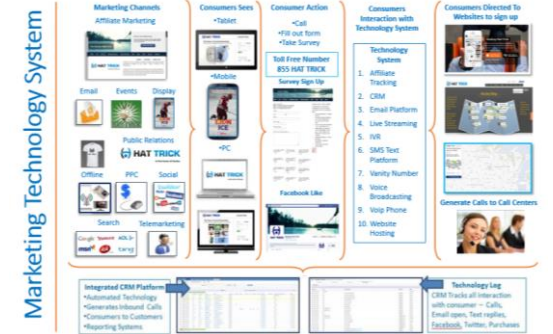 Marketing Technology System
Marketing Channels
Affiliate Marketing
Email Events Display
Public Relations
HAT TRICK
Offline PPC Social
Search Telemarketing
Google
Consumers Sees
•Tablet
•Mobile
•PC
Consumer Action
•Call
•Fill out form
•Take Survey
Toll Free Number
855 HAT TRICK
Survey Sign Up
Facebook Like
Consumers
Interaction with
Technology System
Technology
System
1. Affiliate
Tracking
2. CRM
3. Email Platform
4. Live Streaming
5. IVR
6. SMS Text
Platform
7. Vanity Number
8. Voice
Broadcasting
9. Voip Phone
10. Website
Hosting
Consumers Directed To
Websites to sign up
HAT TRICK
Generate Calls to Call Centers
Integrated CRM Platform
•Automated Technology
•Generates Inbound Calls
•Consumers to Customers
•Reporting Systems
Technology Log
CRM Tracks all interaction
with consumer – Calls,
Email open, Text replies,
Facebook, Twitter, Purchases